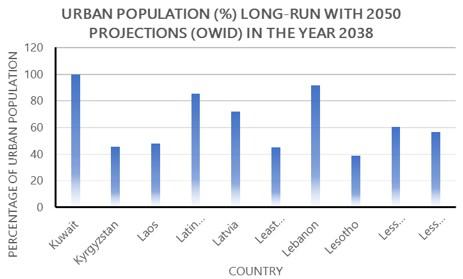 URBAN POPULATION (%) LONG-RUN WITH 2050
PROJECTIONS (OWID) IN THE YEAR 2038
PERCENTAGE OF URBAN POPULATION
120
100
80
60
40
20
0
Kuwait
Kyrgyzstan
Laos
Latin...
Latvia
Least...
Lebanon
Lesotho
Less...
Less...
COUNTRY